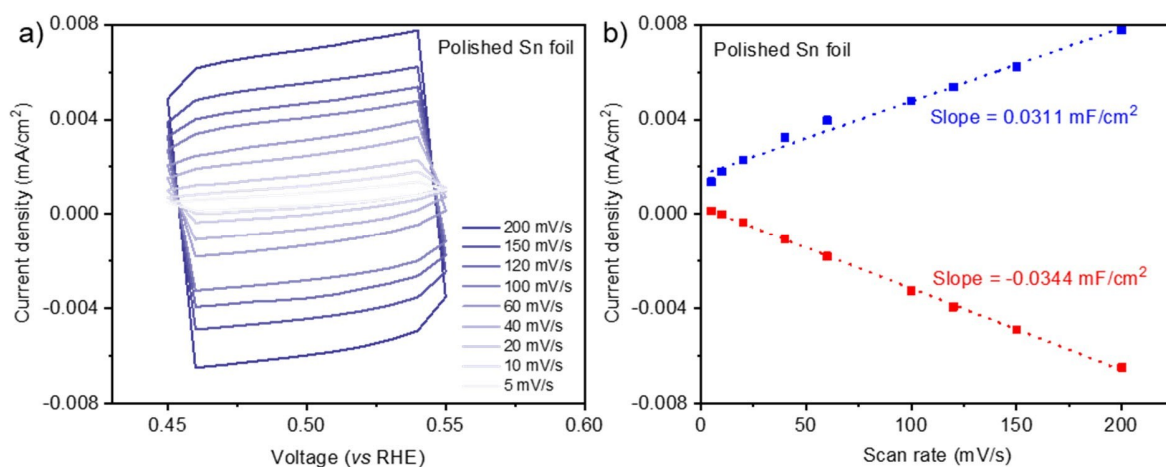 a)
Polished Sn foil
0.008
0.004
0.000
-0.004
-0.008
Current density (mA/cm²)
0.45
0.50
0.55
0.60
Voltage (vs RHE)
200 mV/s
150 mV/s
120 mV/s
100 mV/s
60 mV/s
40 mV/s
20 mV/s
10 mV/s
5 mV/s
b)
Polished Sn foil
0.008
0.004
0.000
-0.004
-0.008
Current density (mA/cm²)
Slope = 0.0311 mF/cm²
Slope = -0.0344 mF/cm²
0
50
100
150
200
Scan rate (mV/s)